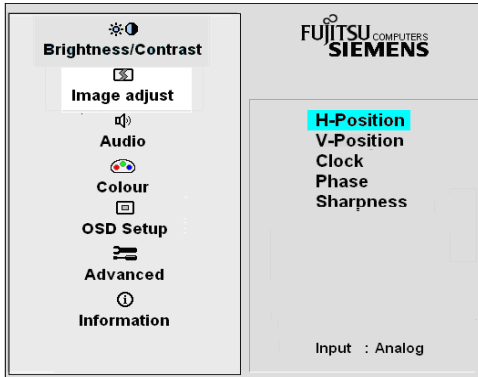 Brightness/Contrast
Image adjust
Audio
Colour
OSD Setup
Advanced
Information
FUJITSU COMPUTERS
SIEMENS
H-Position
V-Position
Clock
Phase
Sharpness
Input : Analog